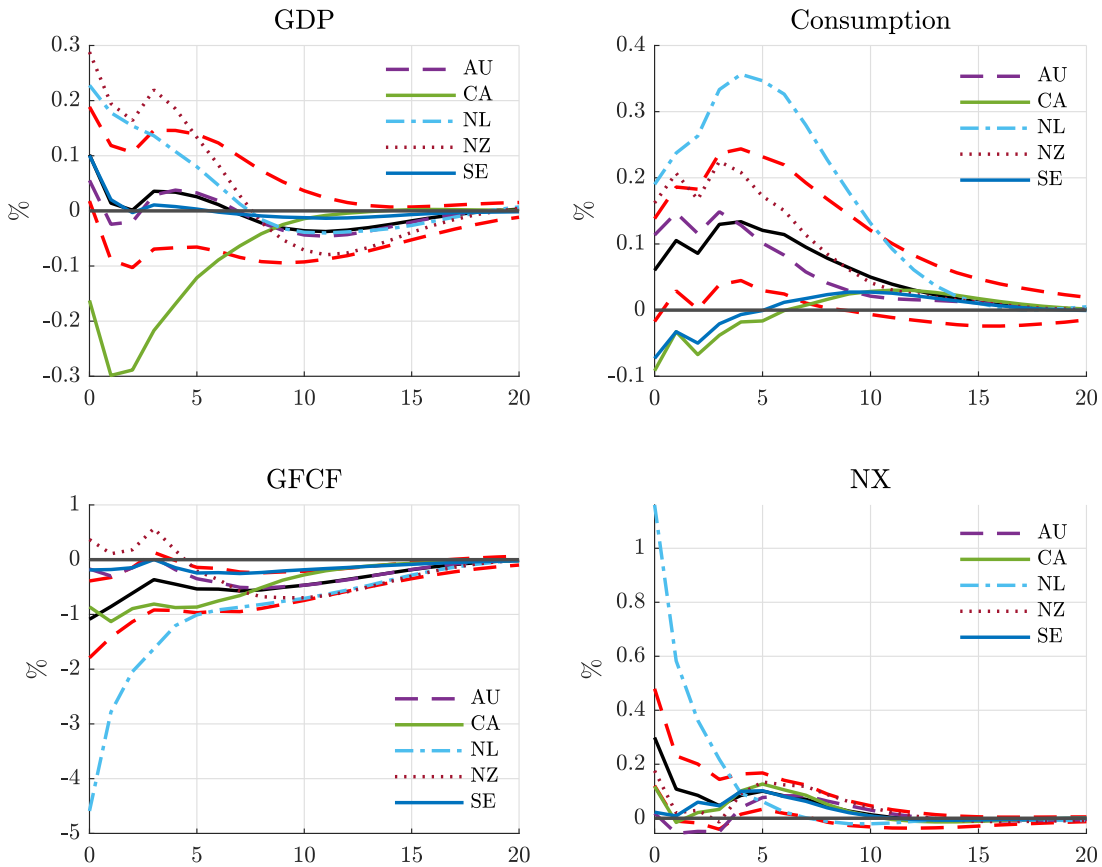 GDP
0.3
0.2
0.1
0
-0.1
-0.2
-0.3
%
0 5 10 15 20
AU
CA
NL
NZ
SE
Consumption
0.4
0.3
0.2
0.1
0
-0.1
%
0 5 10 15 20
AU
CA
NL
NZ
SE
GFCF
1
0
-1
-2
-3
-4
-5
%
0 5 10 15 20
AU
CA
NL
NZ
SE
NX
1
0.8
0.6
0.4
0.2
0
%
0 5 10 15 20
AU
CA
NL
NZ
SE